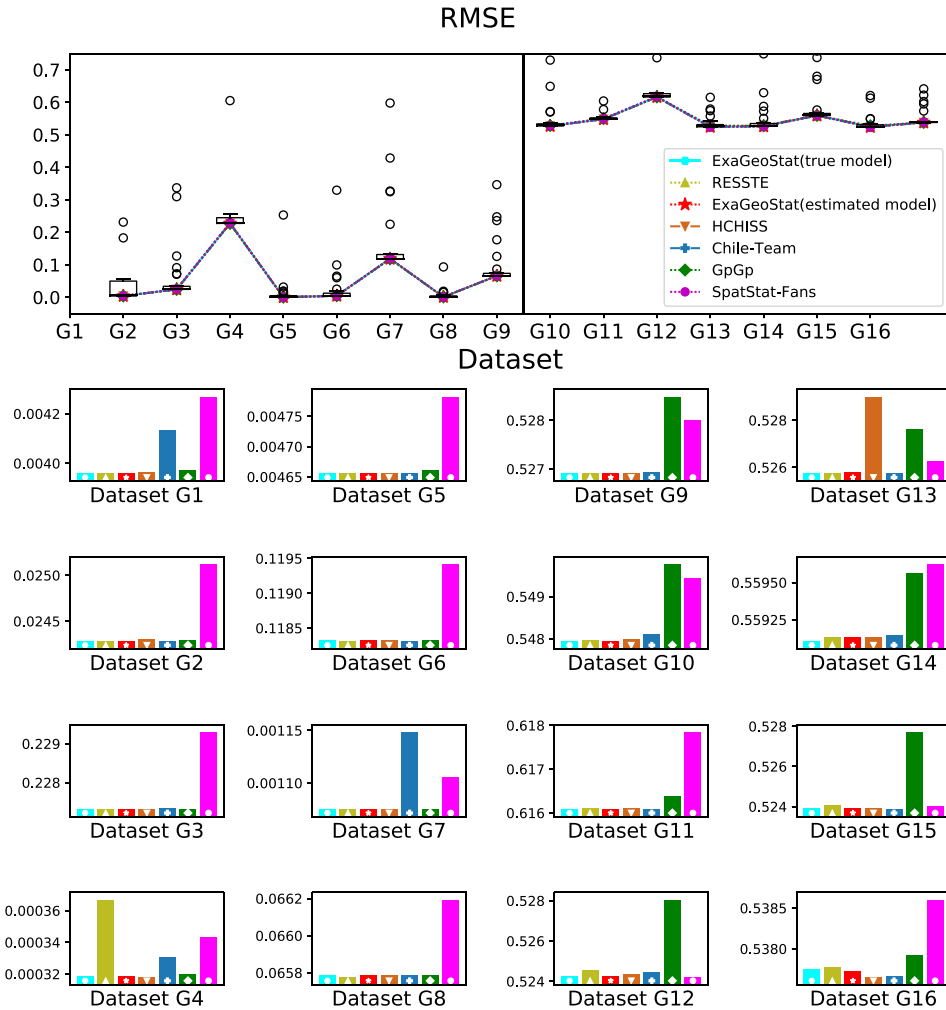 RMSE
0.7
0.6
0.5
0.4
0.3
0.2
0.1
0.0
ExaGeoStat(true model)
RESSTE
ExaGeoStat(estimated model)
HCHISS
Chile-Team
GpGp
SpatStat-Fans
G1 G2 G3 G4 G5 G6 G7 G8 G9 G10 G11 G12 G13 G14 G15 G16
Dataset
0.0042
0.0040
Dataset G1
0.00475
0.00470
0.00465
Dataset G5
0.528
0.527
Dataset G9
0.528
0.526
Dataset G13
0.0250
0.0245
Dataset G2
0.1195
0.1190
0.1185
Dataset G6
0.549
0.548
Dataset G10
0.55950
0.55925
Dataset G14
0.229
0.228
Dataset G3
0.00115
0.00110
Dataset G7
0.618
0.617
0.616
Dataset G11
0.528
0.526
0.524
Dataset G15
0.00036
0.00034
0.00032
Dataset G4
0.0662
0.0660
0.0658
Dataset G8
0.528
0.526
0.524
Dataset G12
0.5385
0.5380
Dataset G16